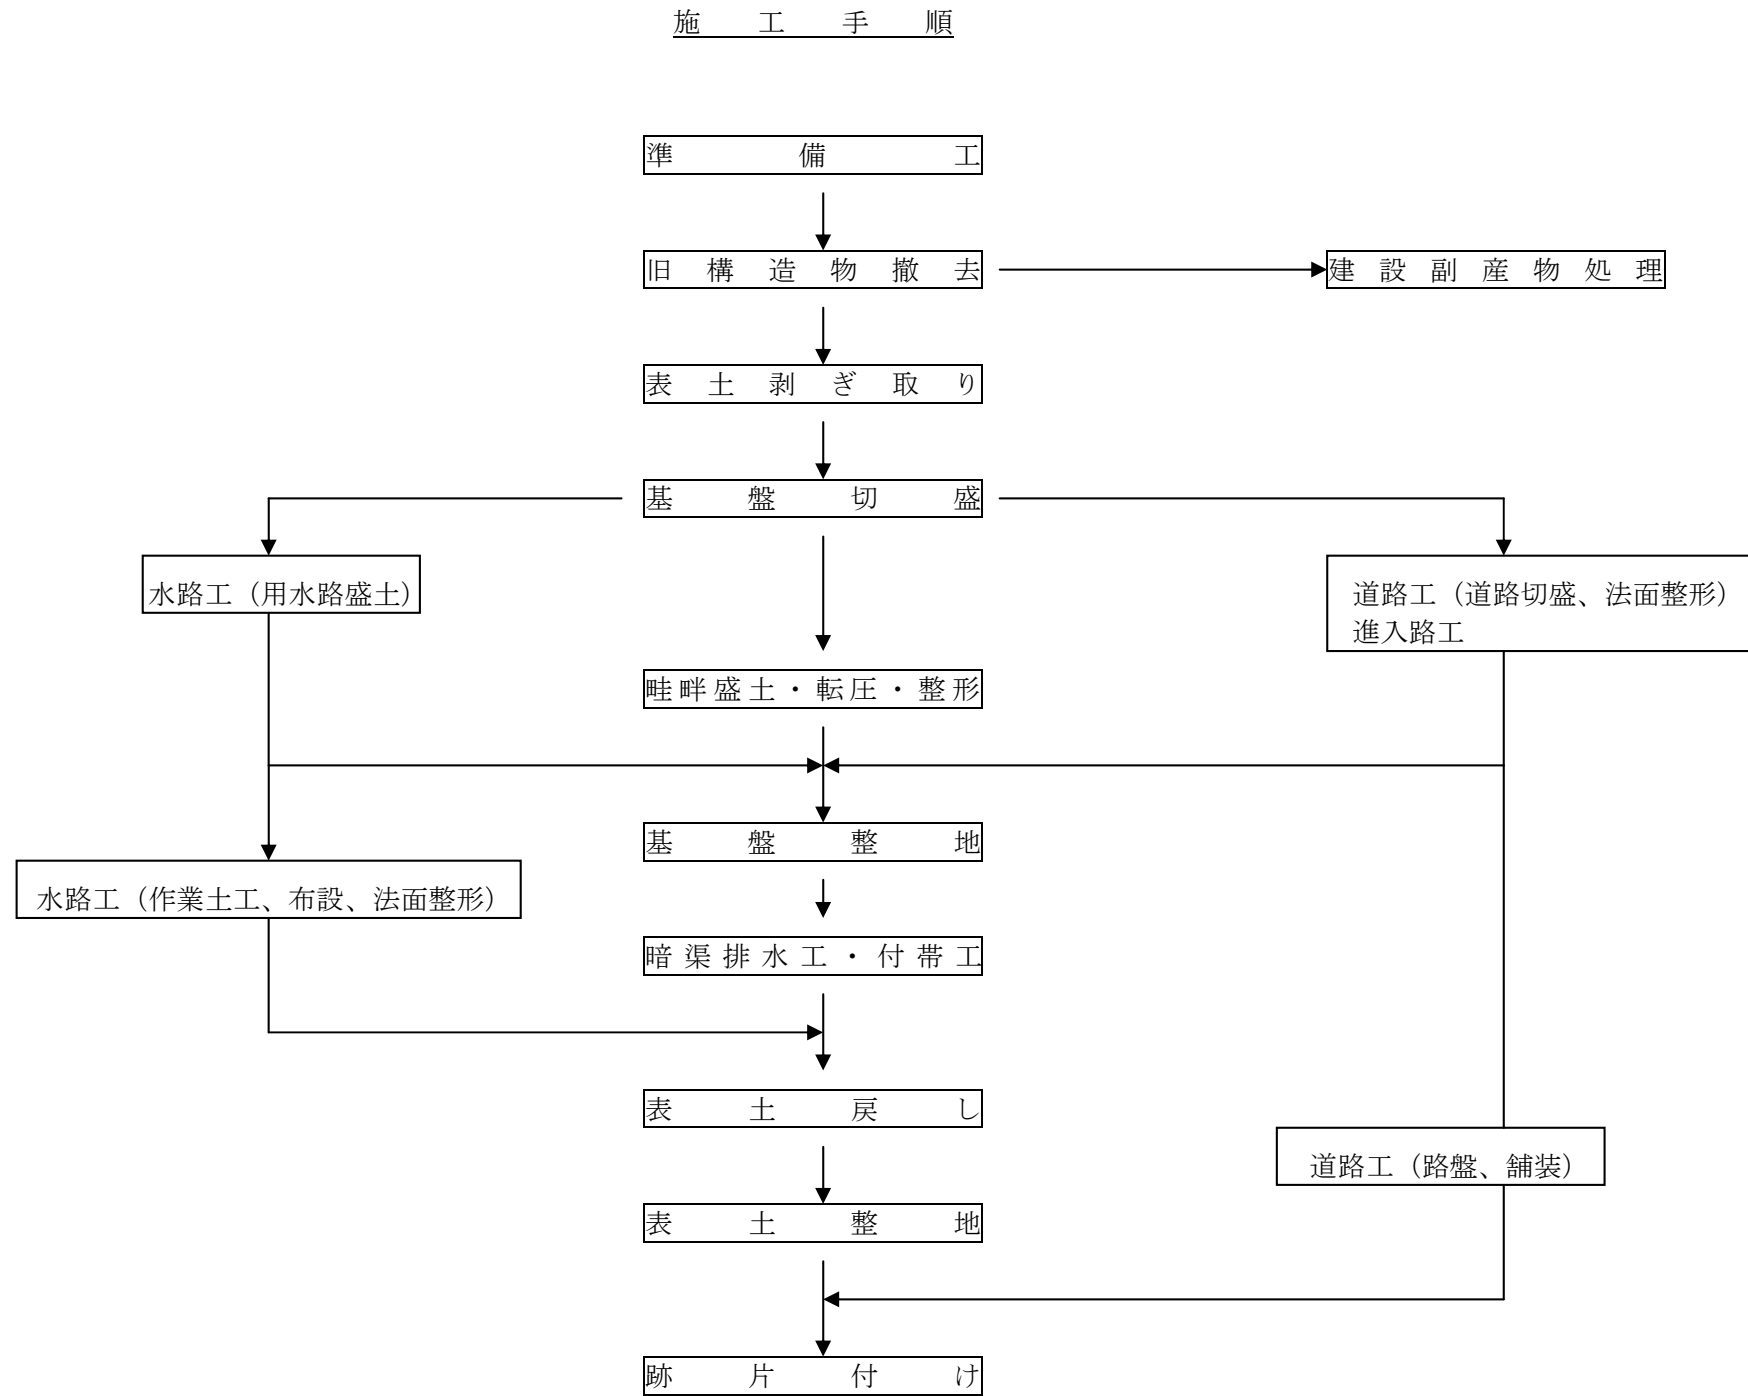 施工手順
準備工
旧構造物撤去
建設副産物処理
表土剥ぎ取り
基盤切盛
水路工（用水路盛土）
道路工（道路切盛、法面整形）
進入路工
畦畔盛土・転圧・整形
基盤整地
水路工（作業土工、布設、法面整形）
暗渠排水工・付帯工
表土戻し
道路工（路盤、舗装）
表土整地
跡片付け